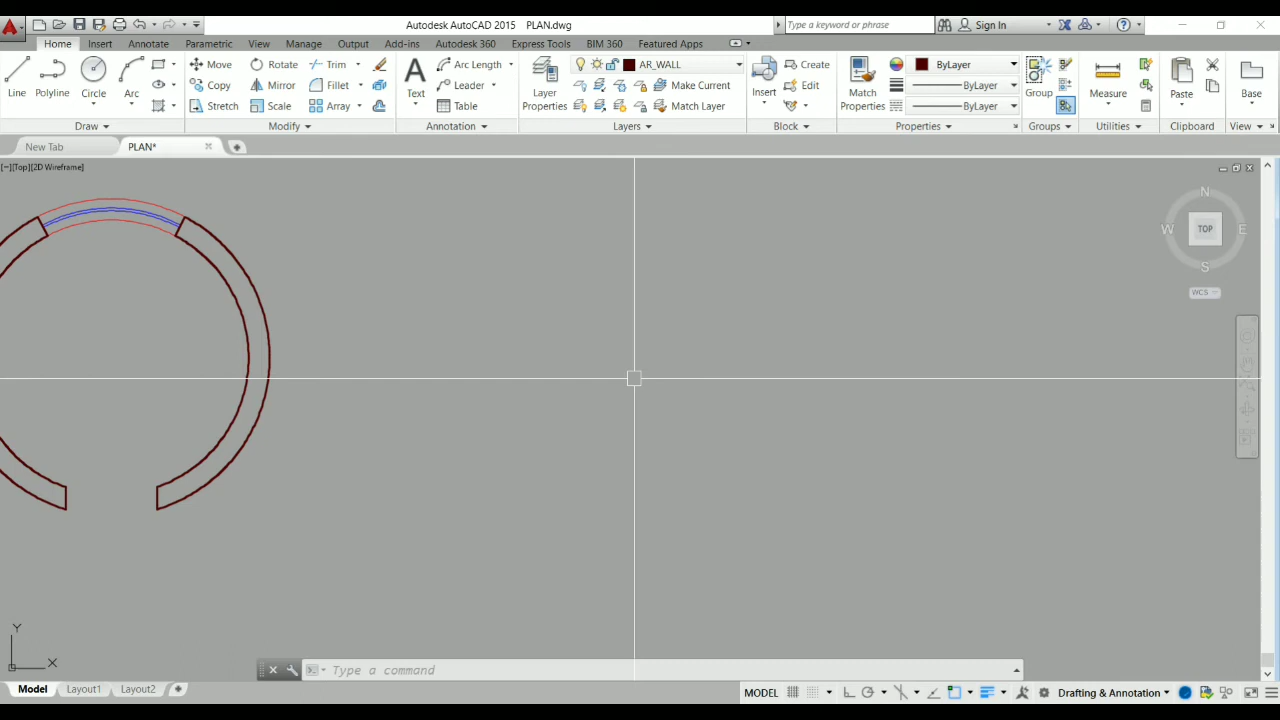 Autodesk AutoCAD 2015 PLAN.dwg
Type a keyword or phrase
Sign In
Home Insert Annotate Parametric View Manage Output Add-ins Autodesk 360 Express Tools BIM 360 Featured Apps
Line Polyline Circle Arc
Move Rotate Trim
Copy Mirror Fillet
Stretch Scale Array
Text Arc Length
Leader
Table
Layer Properties
AR_WALL
Make Current
Match Layer
Insert Create
Edit
Match Properties
ByLayer
ByLayer
ByLayer
Group Measure Paste Base
Draw Modify Annotation Layers Block Properties Groups Utilities Clipboard View
New Tab PLAN*
[−][Top][2D Wireframe]
N
W TOP E
S
WCS
Y
X
Type a command
Model Layout1 Layout2
MODEL Drafting & Annotation